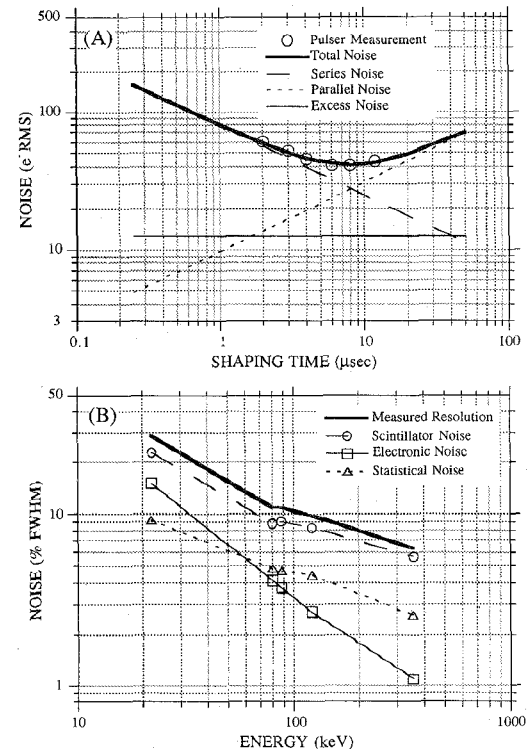 500
(A)
Pulser Measurement
Total Noise
Series Noise
Parallel Noise
Excess Noise
100
NOISE (e⁻RMS)
10
3
0.1
1
10
100
SHAPING TIME (µsec)
50
(B)
Measured Resolution
Scintillator Noise
Electronic Noise
Statistical Noise
10
NOISE (% FWHM)
1
10
100
1000
ENERGY (keV)